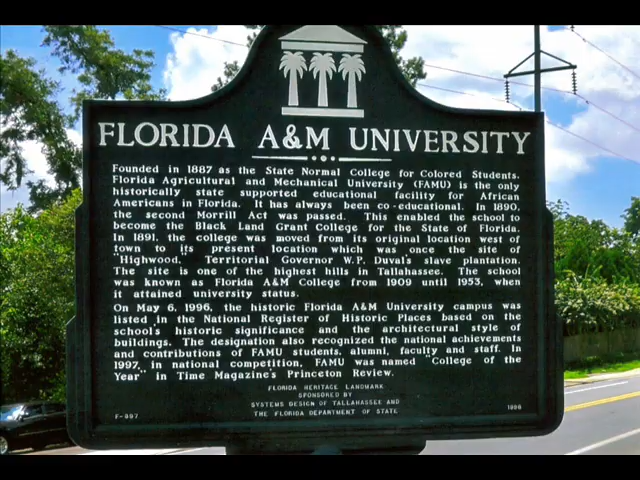 FLORIDA A&M UNIVERSITY
Founded in 1887 as the State Normal College for Colored Students,
Florida Agricultural and Mechanical University (FAMU) is the only
historically state supported educational facility for African
Americans in Florida. It has always been co-educational. In 1890,
the second Morrill Act was passed. This enabled the school to
become the Black Land Grant College for the State of Florida.
In 1891, the college was moved from its original location west of
town to its present location which was once the site of
"Highwood," Territorial Governor W.P. Duval's slave plantation.
The site is one of the highest hills in Tallahassee. The school
was known as Florida A&M College from 1909 until 1953, when
it attained university status.
On May 6, 1996, the historic Florida A&M University campus was
listed in the National Register of Historic Places based on the
school's historic significance and the architectural style of
buildings. The designation also recognized the national achievements
and contributions of FAMU students, alumni, faculty and staff. In
1997, in national competition, FAMU was named "College of the
Year" in Time Magazine's Princeton Review.
FLORIDA HERITAGE LANDMARK
SPONSORED BY
SYSTEMS DESIGN OF TALLAHASSEE AND
F-397 THE FLORIDA DEPARTMENT OF STATE 1998